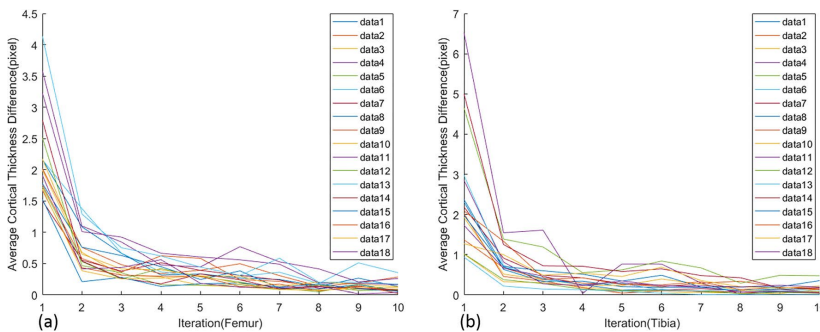 4.5
4
3.5
3
2.5
2
1.5
1
0.5
0
Average Cortical Thickness Difference(pixel)
1 2 3 4 5 6 7 8 9 10
Iteration(Femur)
(a)
data1
data2
data3
data4
data5
data6
data7
data8
data9
data10
data11
data12
data13
data14
data15
data16
data17
data18
7
6
5
4
3
2
1
0
Average Cortical Thickness Difference(pixel)
1 2 3 4 5 6 7 8 9 1
Iteration(Tibia)
(b)
data1
data2
data3
data4
data5
data6
data7
data8
data9
data10
data11
data12
data13
data14
data15
data16
data17
data18